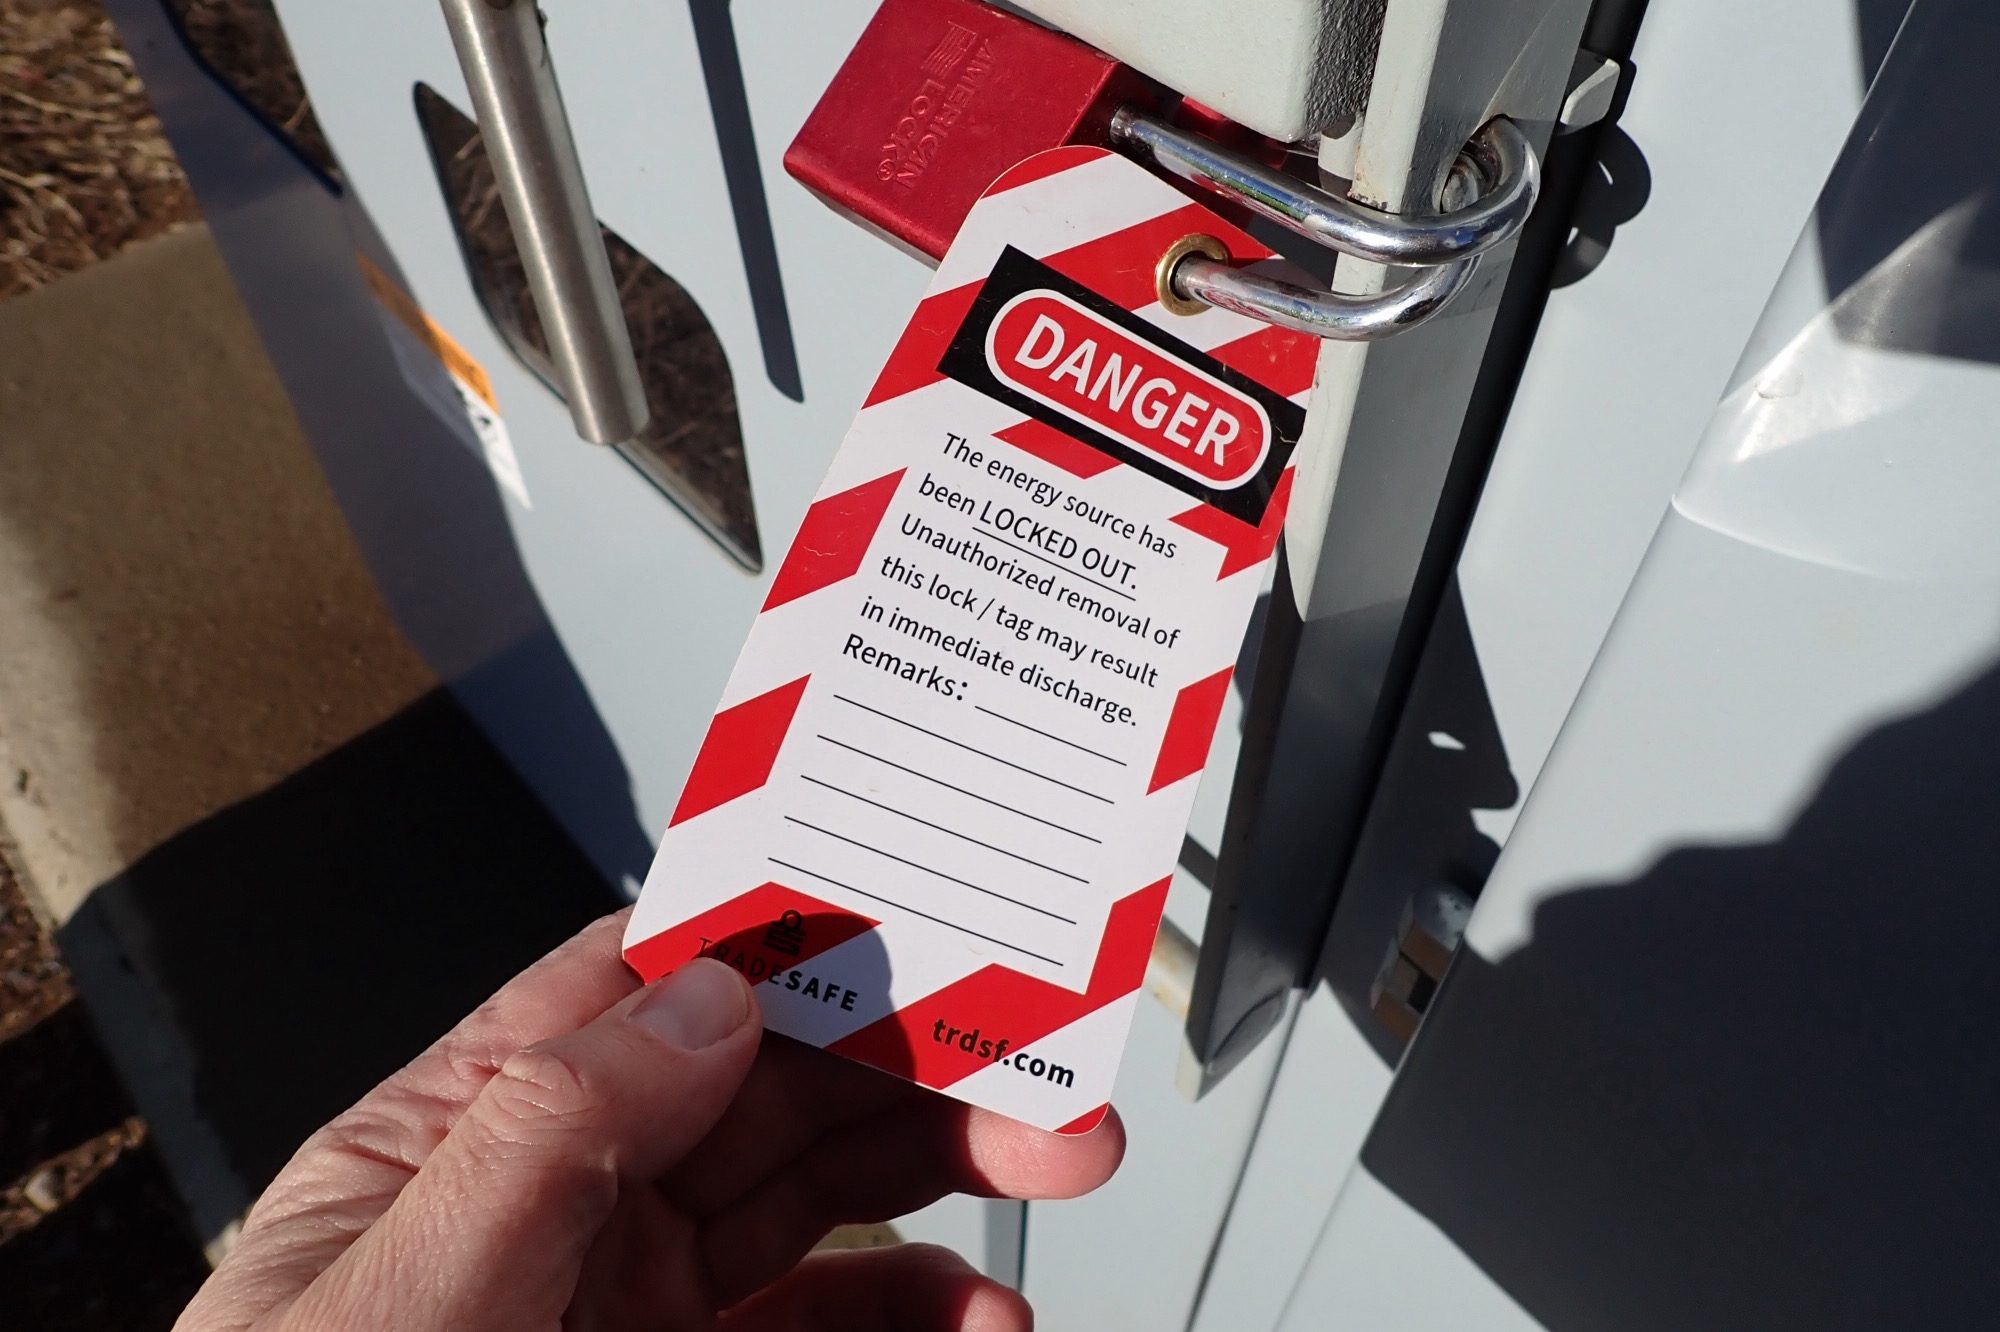 AMERICAN
LOCK®
DANGER
The energy source has
been LOCKED OUT.
Unauthorized removal of
this lock / tag may result
in immediate discharge.
Remarks:
TRADESAFE
trdsf.com